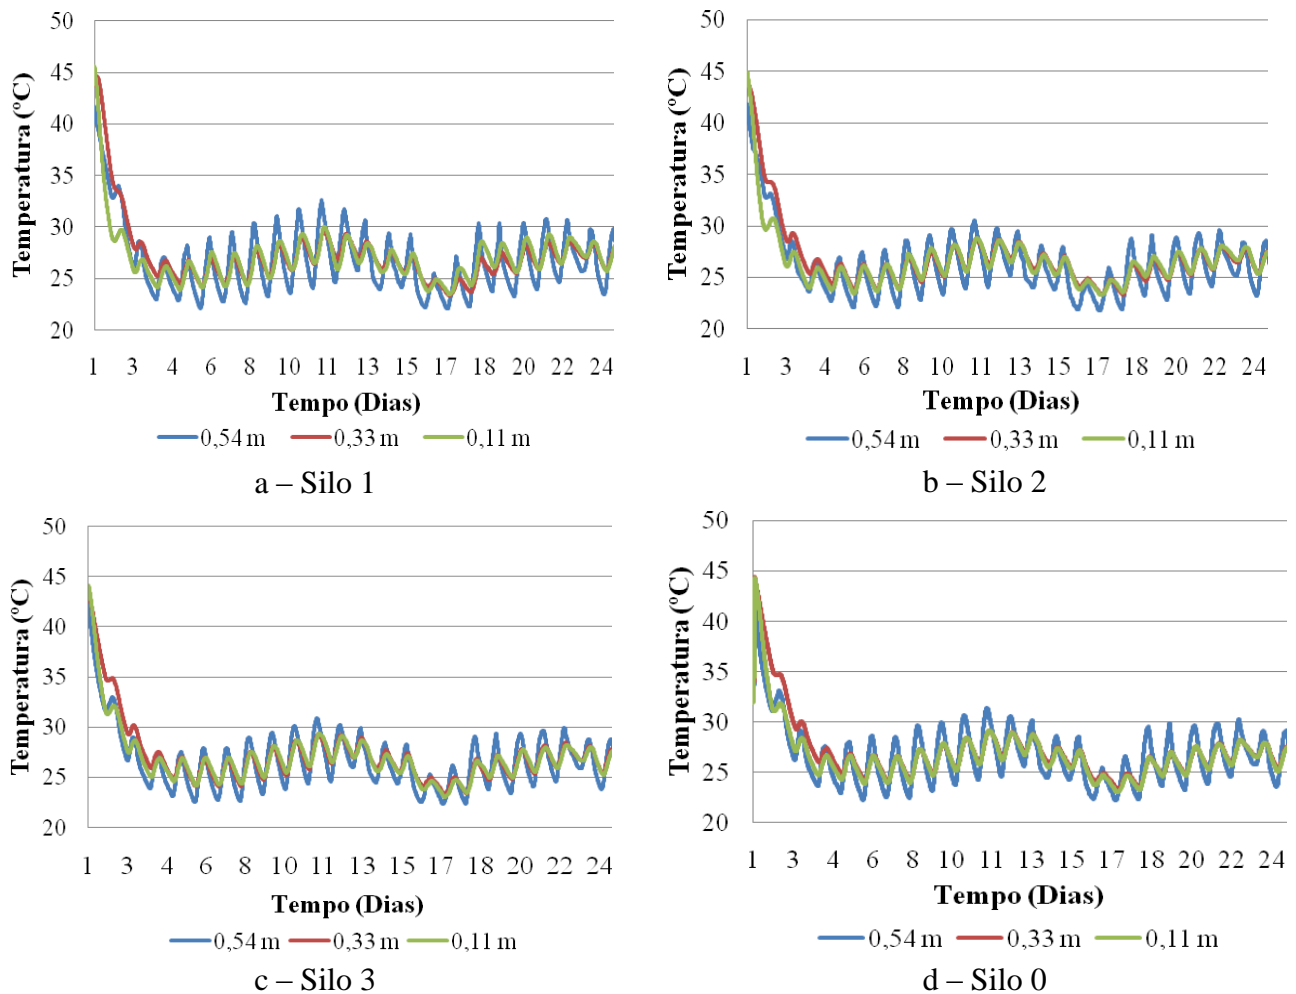 50
45
40
35
30
25
20
Temperatura (ºC)
1 3 4 6 8 10 11 13 15 17 18 20 22 24
Tempo (Dias)
0,54 m 0,33 m 0,11 m
a – Silo 1
50
45
40
35
30
25
20
Temperatura (ºC)
1 3 4 6 8 10 11 13 15 17 18 20 22 24
Tempo (Dias)
0,54 m 0,33 m 0,11 m
b – Silo 2
50
45
40
35
30
25
20
Temperatura (ºC)
1 3 4 6 8 10 11 13 15 17 18 20 22 24
Tempo (Dias)
0,54 m 0,33 m 0,11 m
c – Silo 3
50
45
40
35
30
25
20
Temperatura (ºC)
1 3 4 6 8 10 11 13 15 17 18 20 22 24
Tempo (Dias)
0,54 m 0,33 m 0,11 m
d – Silo 0